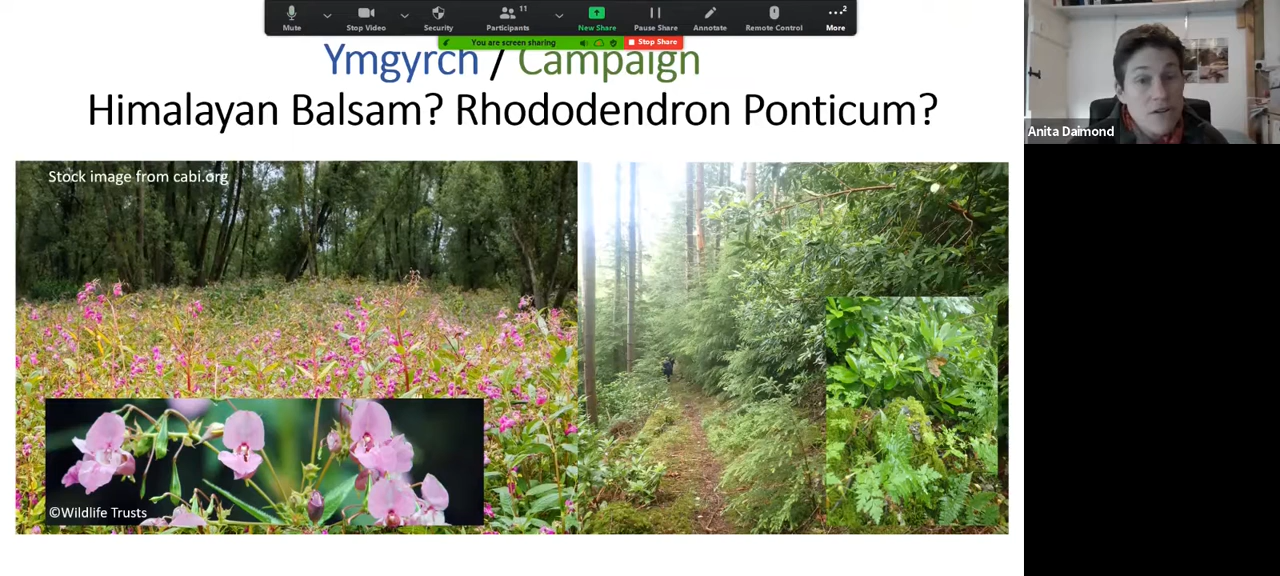 11
2
Mute
Stop Video
Security
Participants
New Share
Pause Share
Annotate
Remote Control
More
You are screen sharing
Stop Share
Ymgyrch / Campaign
Himalayan Balsam? Rhododendron Ponticum?
Stock image from cabi.org
©Wildlife Trusts
Anita Daimond